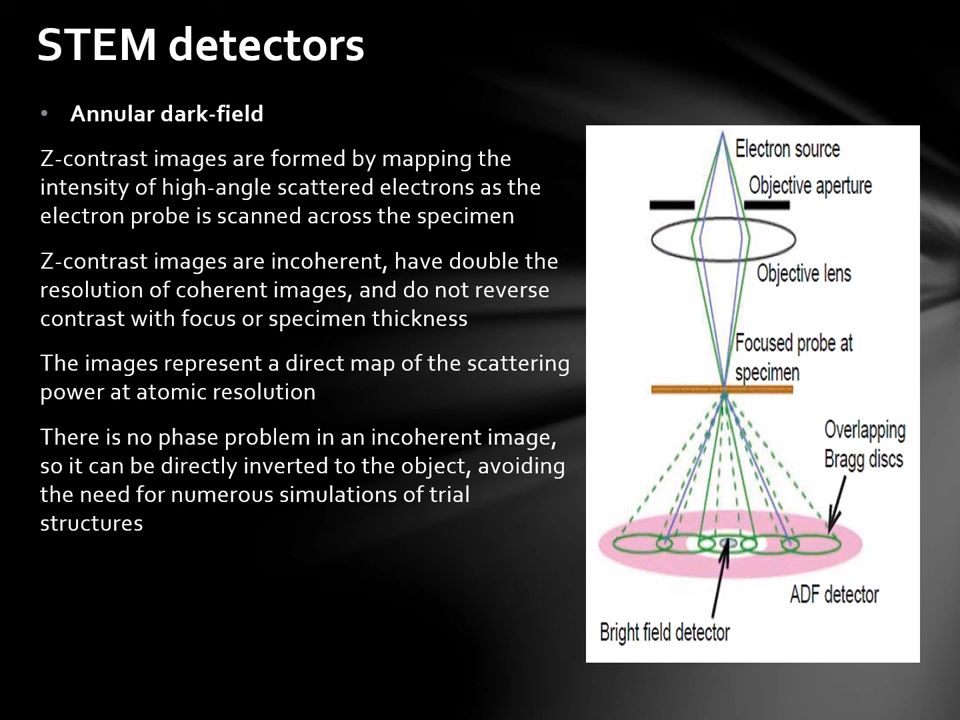 STEM detectors
• Annular dark-field
Z-contrast images are formed by mapping the
intensity of high-angle scattered electrons as the
electron probe is scanned across the specimen
Z-contrast images are incoherent, have double the
resolution of coherent images, and do not reverse
contrast with focus or specimen thickness
The images represent a direct map of the scattering
power at atomic resolution
There is no phase problem in an incoherent image,
so it can be directly inverted to the object, avoiding
the need for numerous simulations of trial
structures
Electron source
Objective aperture
Objective lens
Focused probe at
specimen
Overlapping
Bragg discs
ADF detector
Bright field detector